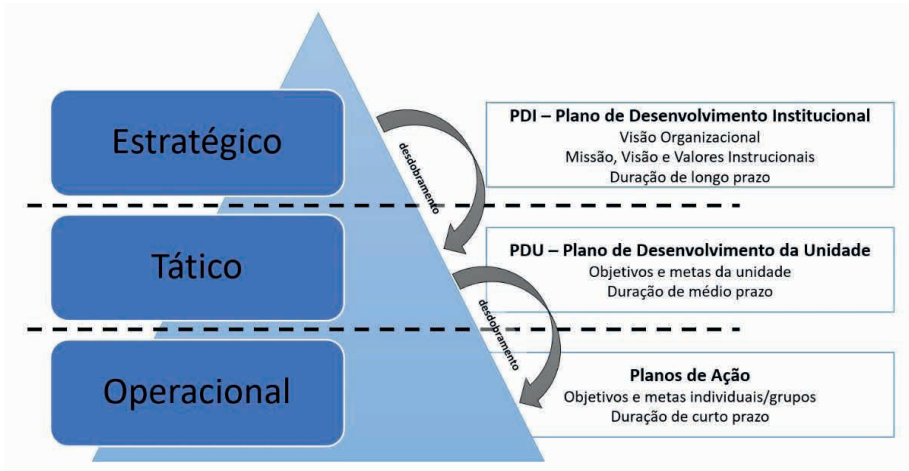 Estratégico
PDI – Plano de Desenvolvimento Institucional
Visão Organizacional
Missão, Visão e Valores Instrucionais
Duração de longo prazo
desdobramento
Tático
PDU – Plano de Desenvolvimento da Unidade
Objetivos e metas da unidade
Duração de médio prazo
desdobramento
Operacional
Planos de Ação
Objetivos e metas individuais/grupos
Duração de curto prazo